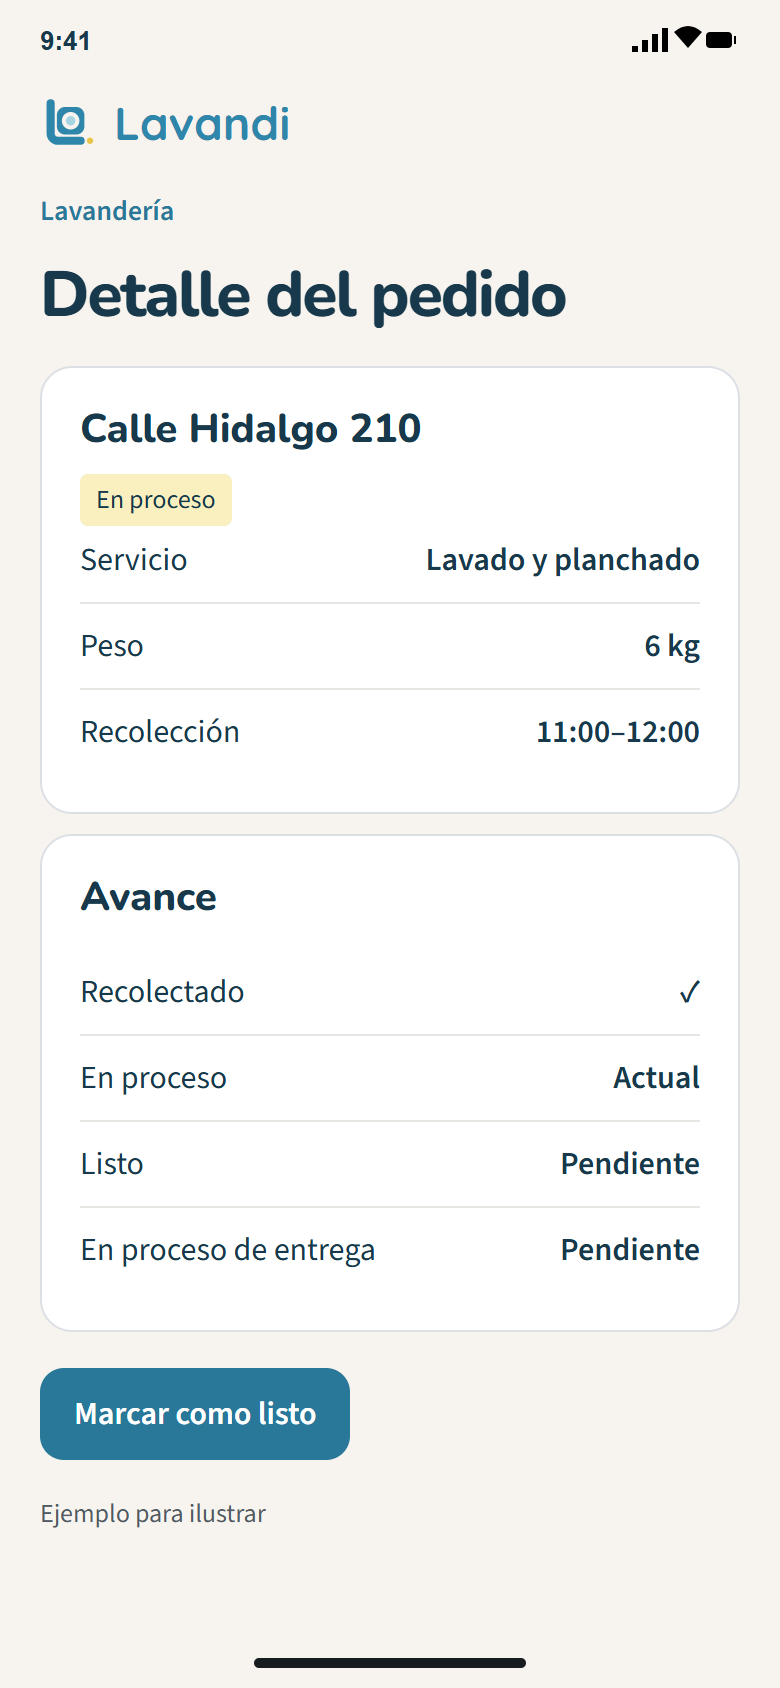 9:41
Lavandi
Lavandería
Detalle del pedido
Calle Hidalgo 210
En proceso
Servicio Lavado y planchado
Peso 6 kg
Recolección 11:00–12:00
Avance
Recolectado ✓
En proceso Actual
Listo Pendiente
En proceso de entrega Pendiente
Marcar como listo
Ejemplo para ilustrar